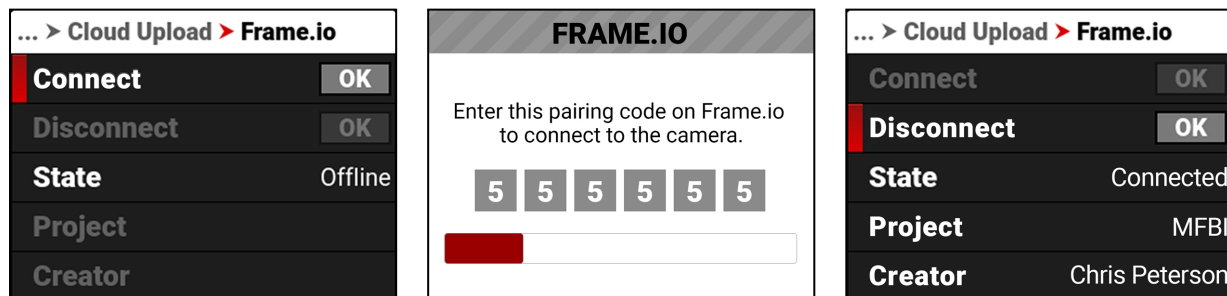 ... > Cloud Upload > Frame.io
Connect OK
Disconnect OK
State Offline
Project
Creator
FRAME.IO
Enter this pairing code on Frame.io
to connect to the camera.
5 5 5 5 5 5
... > Cloud Upload > Frame.io
Connect OK
Disconnect OK
State Connected
Project MFBI
Creator Chris Peterson